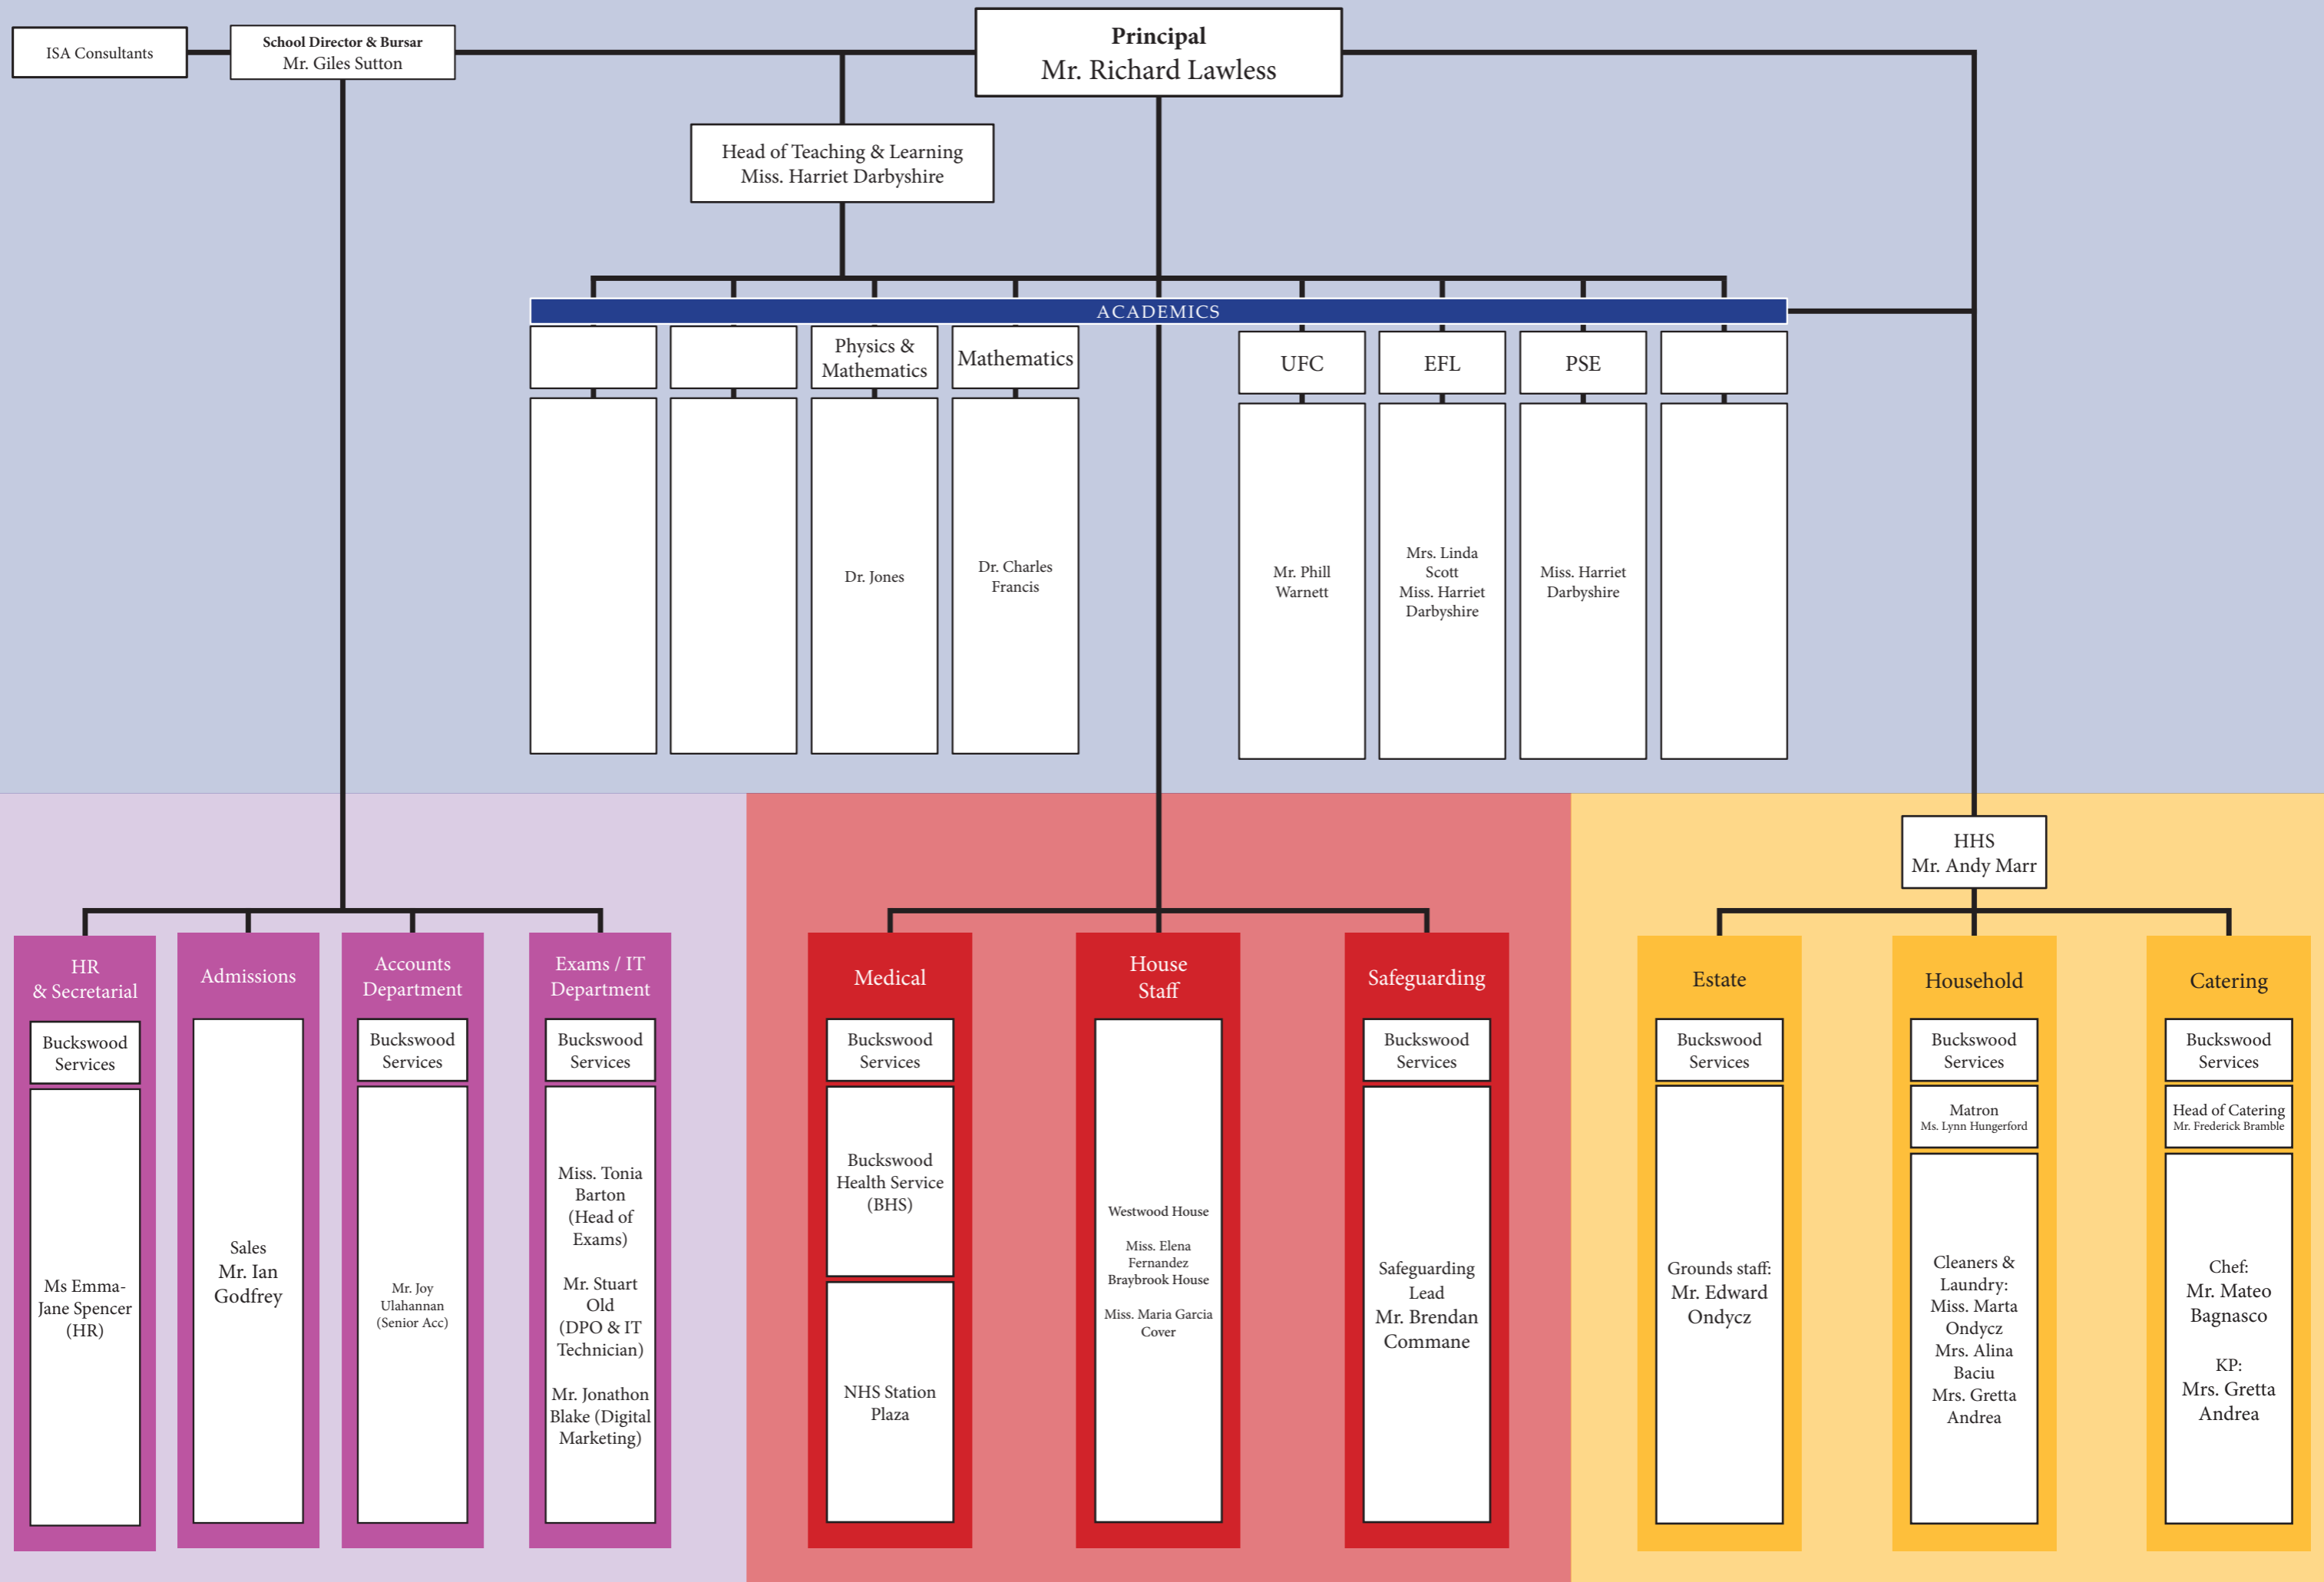 ISA Consultants
School Director & Bursar
Mr. Giles Sutton
Principal
Mr. Richard Lawless
Head of Teaching & Learning
Miss. Harriet Darbyshire
ACADEMICS
Physics &
Mathematics
Dr. Jones
Mathematics
Dr. Charles
Francis
UFC
Mr. Phill
Warnett
EFL
Mrs. Linda
Scott
Miss. Harriet
Darbyshire
PSE
Miss. Harriet
Darbyshire
HHS
Mr. Andy Marr
HR
& Secretarial
Buckswood
Services
Ms Emma-
Jane Spencer
(HR)
Admissions
Sales
Mr. Ian
Godfrey
Accounts
Department
Buckswood
Services
Mr. Joy
Ulahannan
(Senior Acc)
Exams / IT
Department
Buckswood
Services
Miss. Tonia
Barton
(Head of
Exams)
Mr. Stuart
Old
(DPO & IT
Technician)
Mr. Jonathon
Blake (Digital
Marketing)
Medical
Buckswood
Services
Buckswood
Health Service
(BHS)
NHS Station
Plaza
House
Staff
Westwood House
Miss. Elena
Fernandez
Braybrook House
Miss. Maria Garcia
Cover
Safeguarding
Buckswood
Services
Safeguarding
Lead
Mr. Brendan
Commane
Estate
Buckswood
Services
Grounds staff:
Mr. Edward
Ondycz
Household
Buckswood
Services
Matron
Ms. Lynn Hungerford
Cleaners &
Laundry:
Miss. Marta
Ondycz
Mrs. Alina
Baciu
Mrs. Gretta
Andrea
Catering
Buckswood
Services
Head of Catering
Mr. Frederick Bramble
Chef:
Mr. Mateo
Bagnasco
KP:
Mrs. Gretta
Andrea